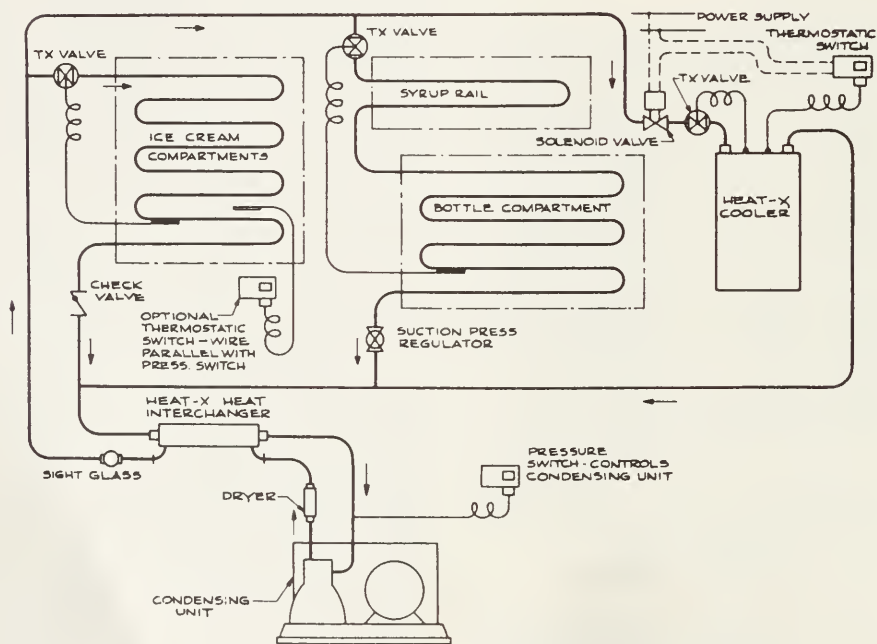 POWER SUPPLY
THERMOSTATIC
SWITCH
TX VALVE
TX VALVE
TX VALVE
SYRUP RAIL
ICE CREAM
COMPARTMENTS
SOLENOID VALVE
BOTTLE COMPARTMENT
HEAT-X
COOLER
CHECK
VALVE
OPTIONAL
THERMOSTATIC
SWITCH-WIRE
PARALLEL WITH
PRESS. SWITCH
SUCTION PRESS
REGULATOR
HEAT-X HEAT
INTERCHANGER
SIGHT GLASS
PRESSURE
SWITCH-CONTROLS
CONDENSING UNIT
DRYER
CONDENSING
UNIT